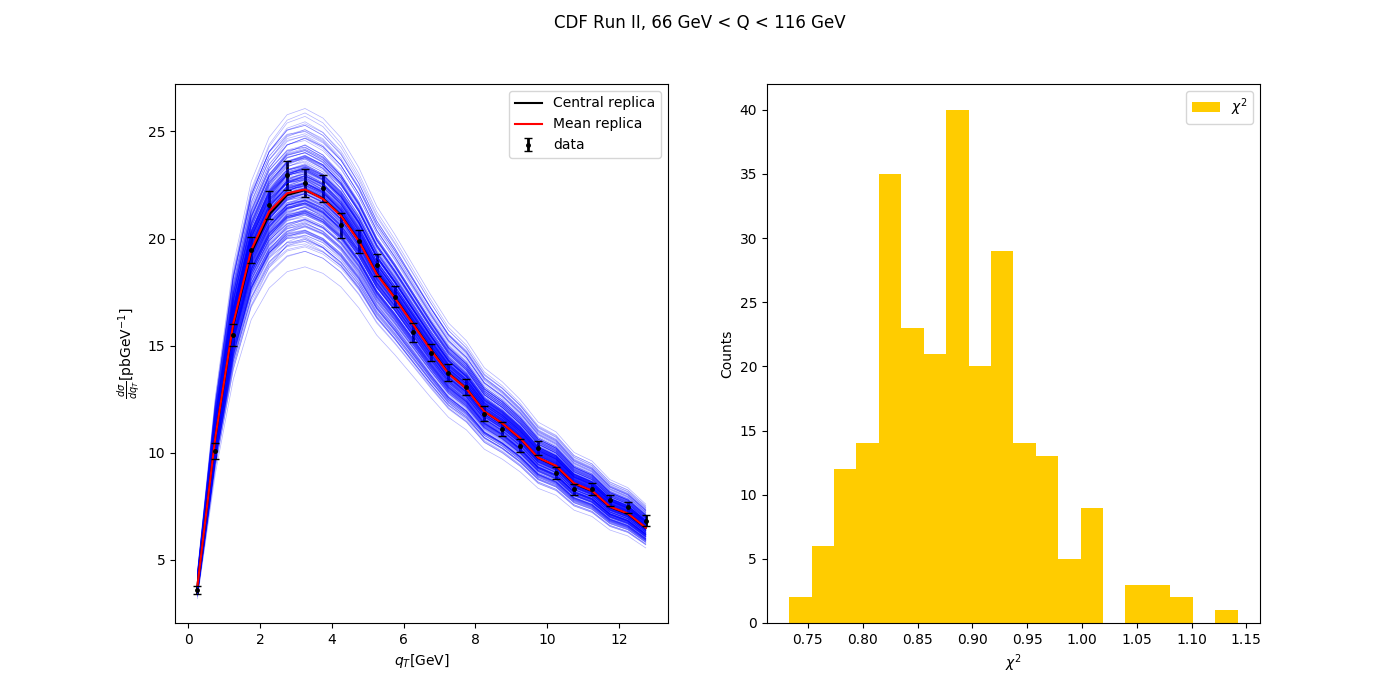 CDF Run II, 66 GeV < Q < 116 GeV
Central replica
Mean replica
data
25
20
15
10
5
dσ/dq_T [pbGeV⁻¹]
0 2 4 6 8 10 12
q_T[GeV]
χ²
40
35
30
25
20
15
10
5
0
Counts
0.75 0.80 0.85 0.90 0.95 1.00 1.05 1.10 1.15
χ²